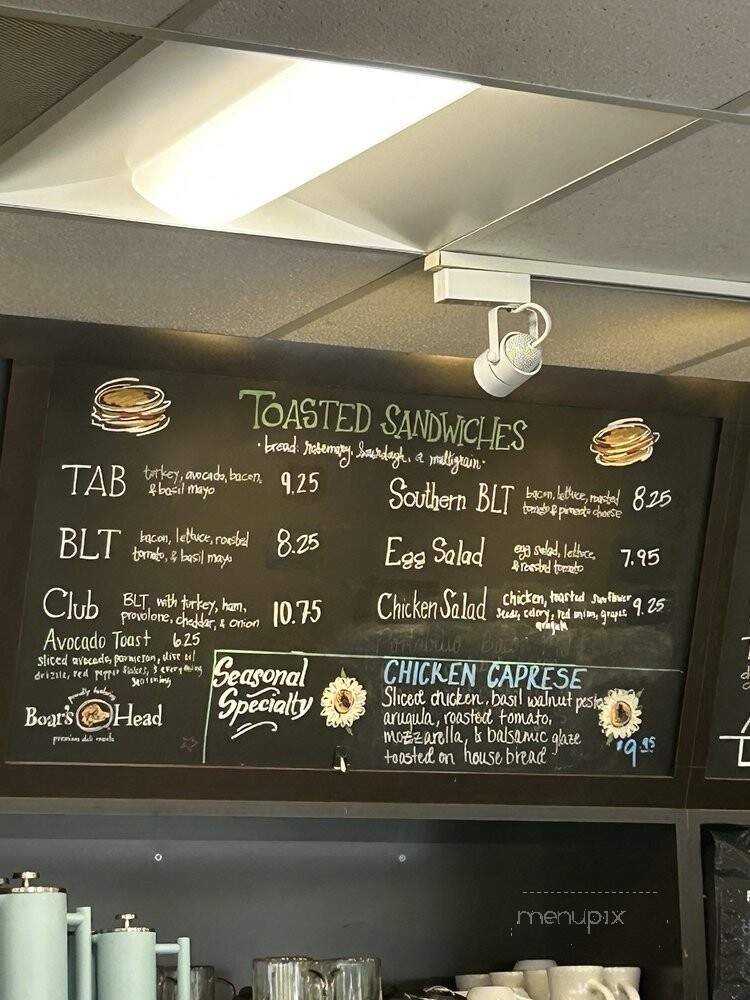 TOASTED SANDWICHES
• bread: rosemary, sourdough, & multigrain •
TAB turkey, avocado, bacon, & basil mayo 9.25
BLT bacon, lettuce, roasted tomato, & basil mayo 8.25
Club BLT with turkey, ham, provolone, cheddar, & onion 10.75
Avocado Toast 6.25
sliced avocado, parmesan, olive oil
drizzle, red pepper flakes, & everything
seasoning
proudly featuring
Boar's Head
premium deli meats
Southern BLT bacon, lettuce, roasted tomato & pimento cheese 8.25
Egg Salad egg salad, lettuce, & roasted tomato 7.95
Chicken Salad chicken, toasted sunflower seeds, celery, red onion, grapes arugula 9.25
Seasonal
Specialty
CHICKEN CAPRESE
Sliced chicken, basil walnut pesto,
arugula, roasted tomato,
mozzarella, & balsamic glaze
toasted on house bread
$9.95
menupix